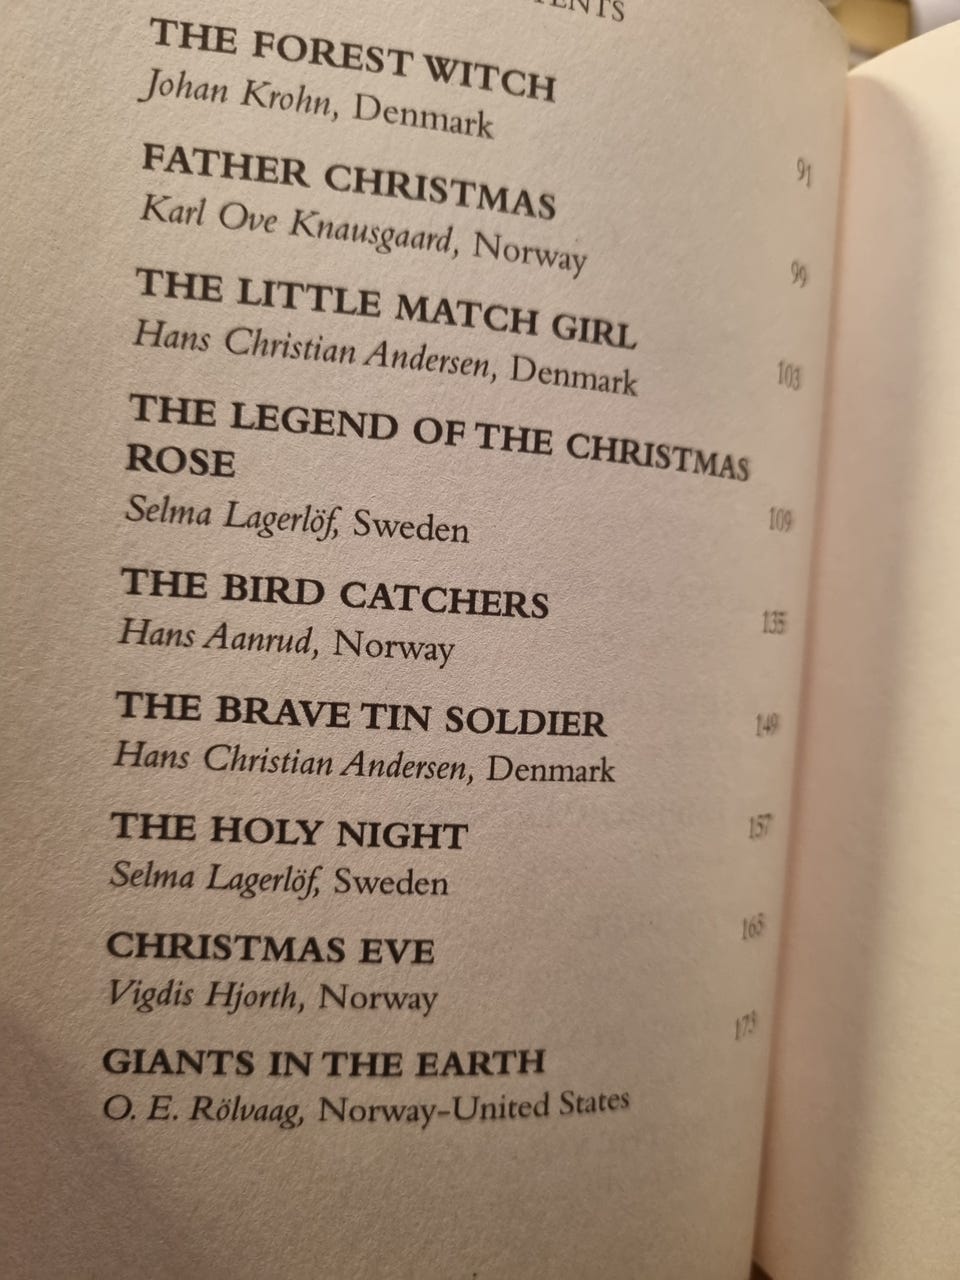 TENTS
THE FOREST WITCH
Johan Krohn, Denmark 91
FATHER CHRISTMAS
Karl Ove Knausgaard, Norway 99
THE LITTLE MATCH GIRL
Hans Christian Andersen, Denmark 103
THE LEGEND OF THE CHRISTMAS
ROSE
Selma Lagerlöf, Sweden 109
THE BIRD CATCHERS
Hans Aanrud, Norway 135
THE BRAVE TIN SOLDIER
Hans Christian Andersen, Denmark 149
THE HOLY NIGHT
Selma Lagerlöf, Sweden 157
CHRISTMAS EVE
Vigdis Hjorth, Norway 165
GIANTS IN THE EARTH
O. E. Rölvaag, Norway–United States 173